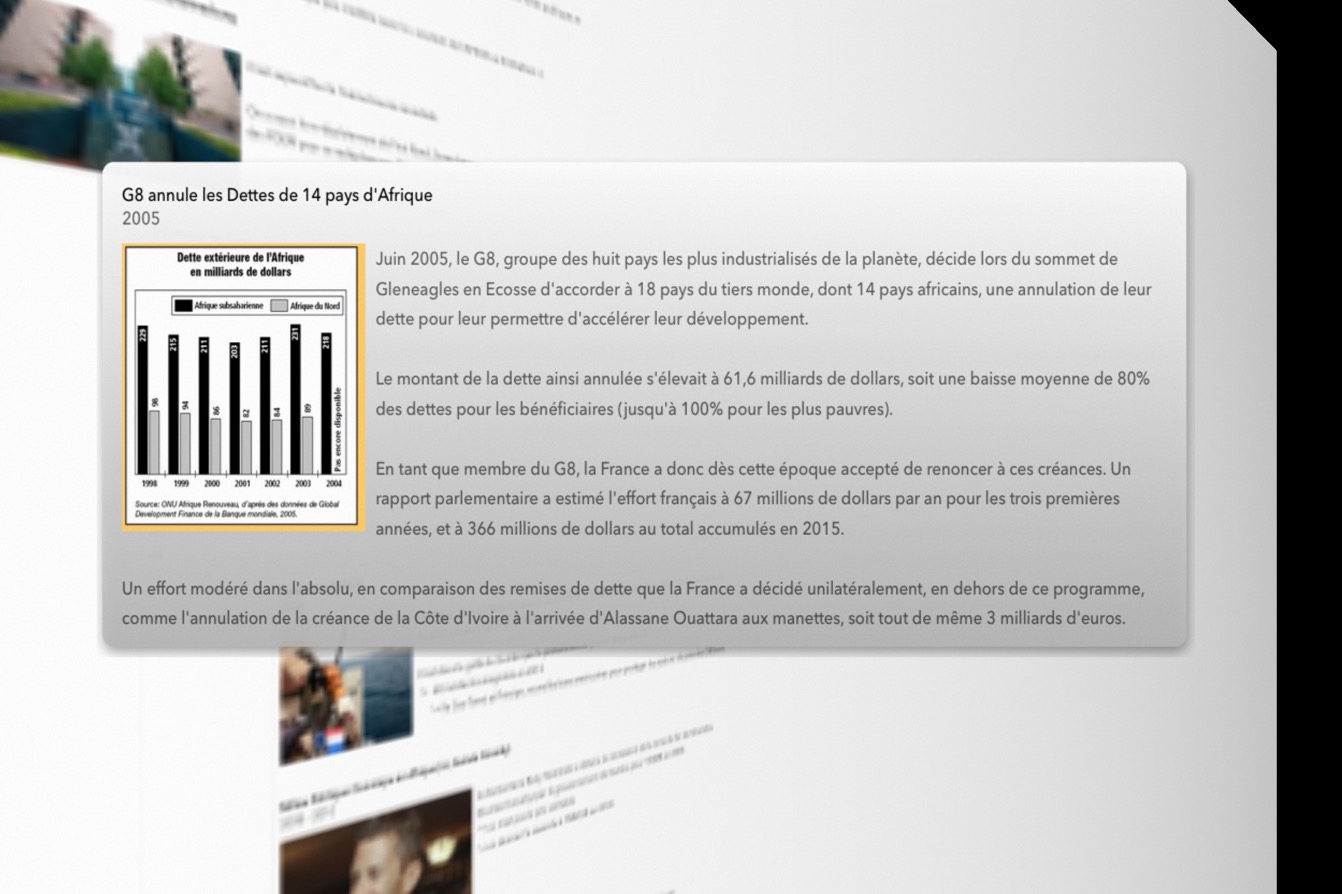 G8 annule les Dettes de 14 pays d'Afrique
2005
Dette extérieure de l'Afrique
en milliards de dollars
Afrique subsaharienne
Afrique du Nord
229
98
215
94
211
86
203
82
211
84
231
89
218
Pas encore disponible
1998 1999 2000 2001 2002 2003 2004
Source: ONU Afrique Renouveau, d'après des données de Global
Development Finance de la Banque mondiale, 2005.
Juin 2005, le G8, groupe des huit pays les plus industrialisés de la planète, décide lors du sommet de
Gleneagles en Ecosse d'accorder à 18 pays du tiers monde, dont 14 pays africains, une annulation de leur
dette pour leur permettre d'accélérer leur développement.
Le montant de la dette ainsi annulée s'élevait à 61,6 milliards de dollars, soit une baisse moyenne de 80%
des dettes pour les bénéficiaires (jusqu'à 100% pour les plus pauvres).
En tant que membre du G8, la France a donc dès cette époque accepté de renoncer à ces créances. Un
rapport parlementaire a estimé l'effort français à 67 millions de dollars par an pour les trois premières
années, et à 366 millions de dollars au total accumulés en 2015.
Un effort modéré dans l'absolu, en comparaison des remises de dette que la France a décidé unilatéralement, en dehors de ce programme,
comme l'annulation de la créance de la Côte d'Ivoire à l'arrivée d'Alassane Ouattara aux manettes, soit tout de même 3 milliards d'euros.